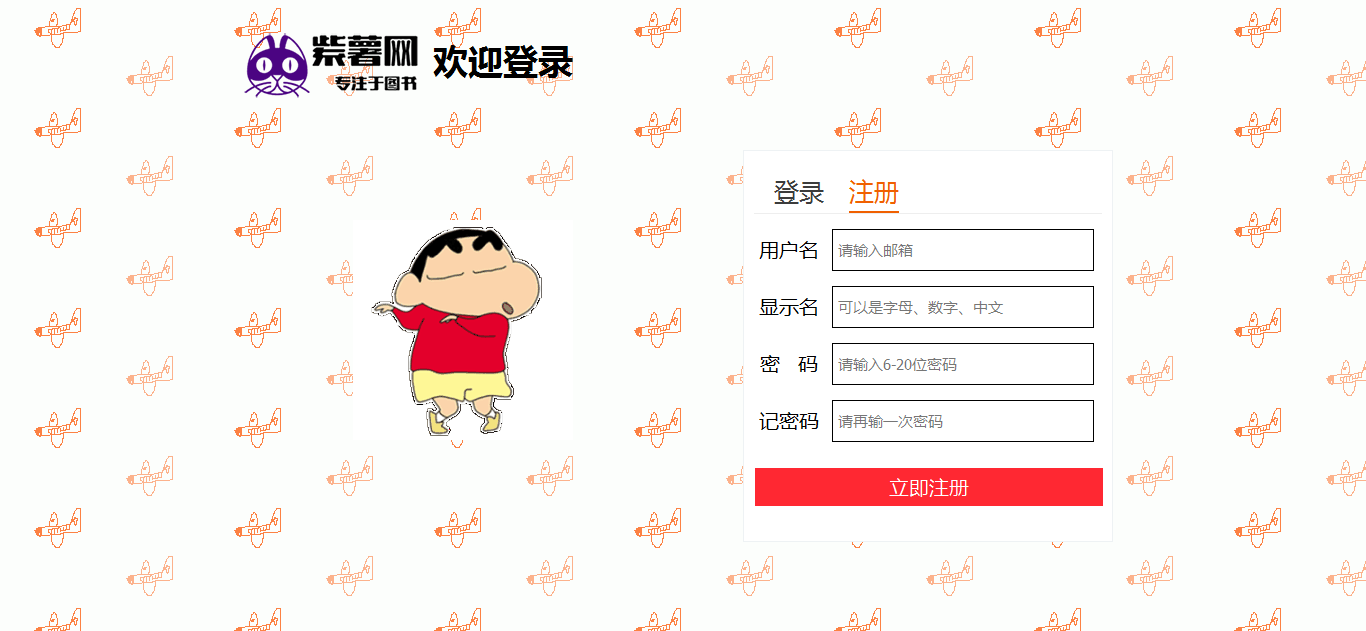 紫薯网 欢迎登录
专注于图书
登录 注册
用户名 请输入邮箱
显示名 可以是字母、数字、中文
密 码 请输入6-20位密码
记密码 请再输一次密码
立即注册